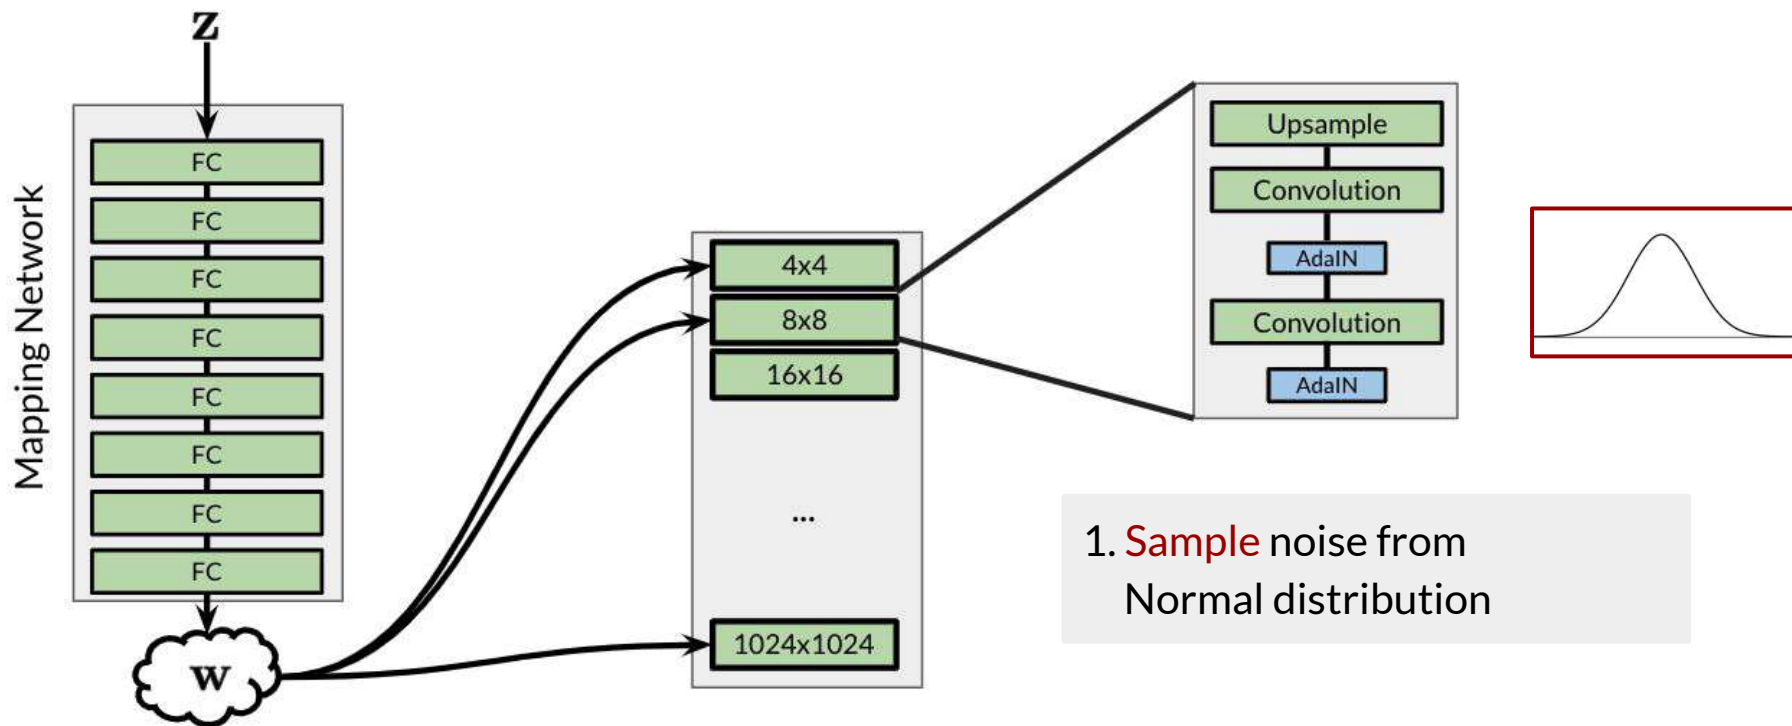 z
Mapping Network
FC
FC
FC
FC
FC
FC
FC
FC
w
4x4
8x8
16x16
...
1024x1024
Upsample
Convolution
AdaIN
Convolution
AdaIN
1. Sample noise from
Normal distribution